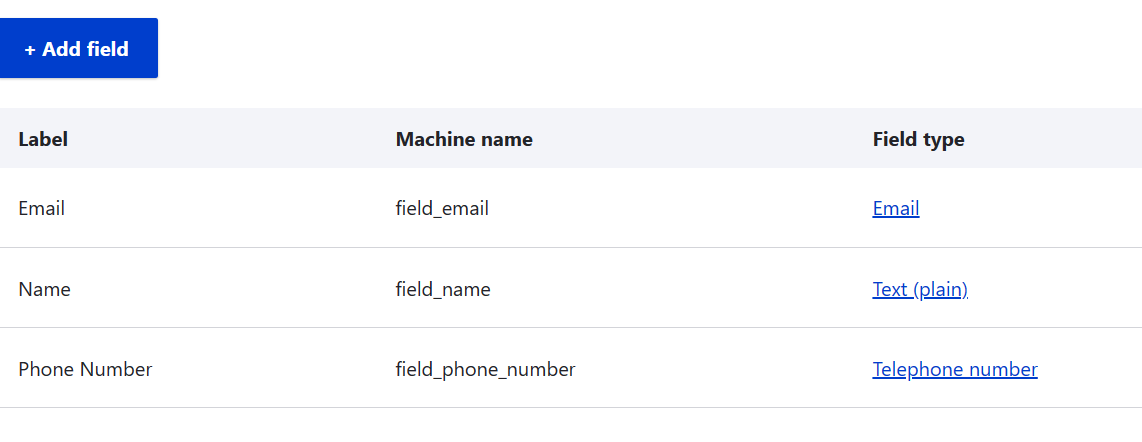 + Add field
Label Machine name Field type
Email field_email Email
Name field_name Text (plain)
Phone Number field_phone_number Telephone number